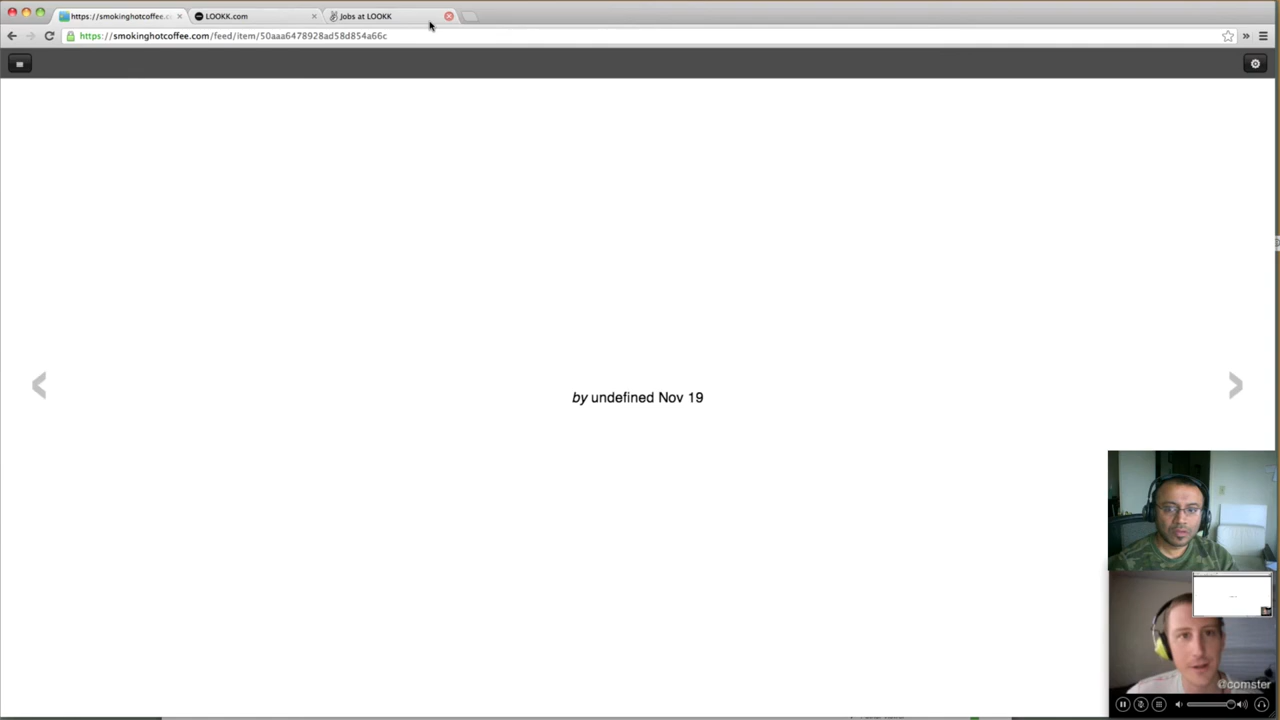 https://smokinghotcoffee.c
LOOKK.com
Jobs at LOOKK
https://smokinghotcoffee.com/feed/item/50aaa6478928ad58d854a66c
by undefined Nov 19
@comster